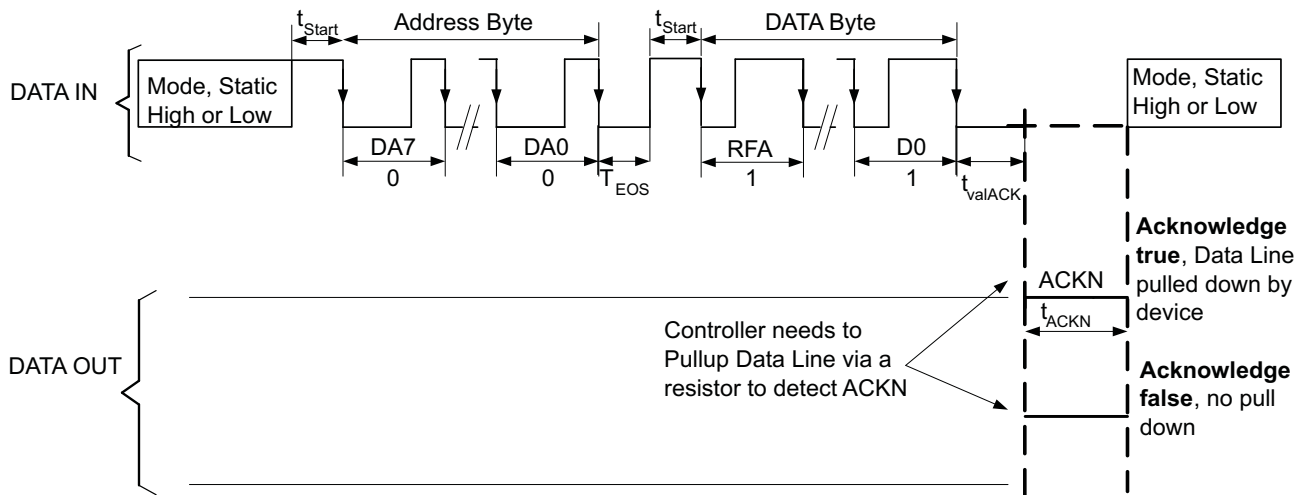 tStart
Address Byte
tStart
DATA Byte
DATA IN
Mode, Static
High or Low
Mode, Static
High or Low
DA7
0
DA0
0
TEOS
RFA
1
D0
1
tvalACK
Acknowledge
true, Data Line
pulled down by
device
ACKN
tACKN
Controller needs to
Pullup Data Line via a
resistor to detect ACKN
DATA OUT
Acknowledge
false, no pull
down